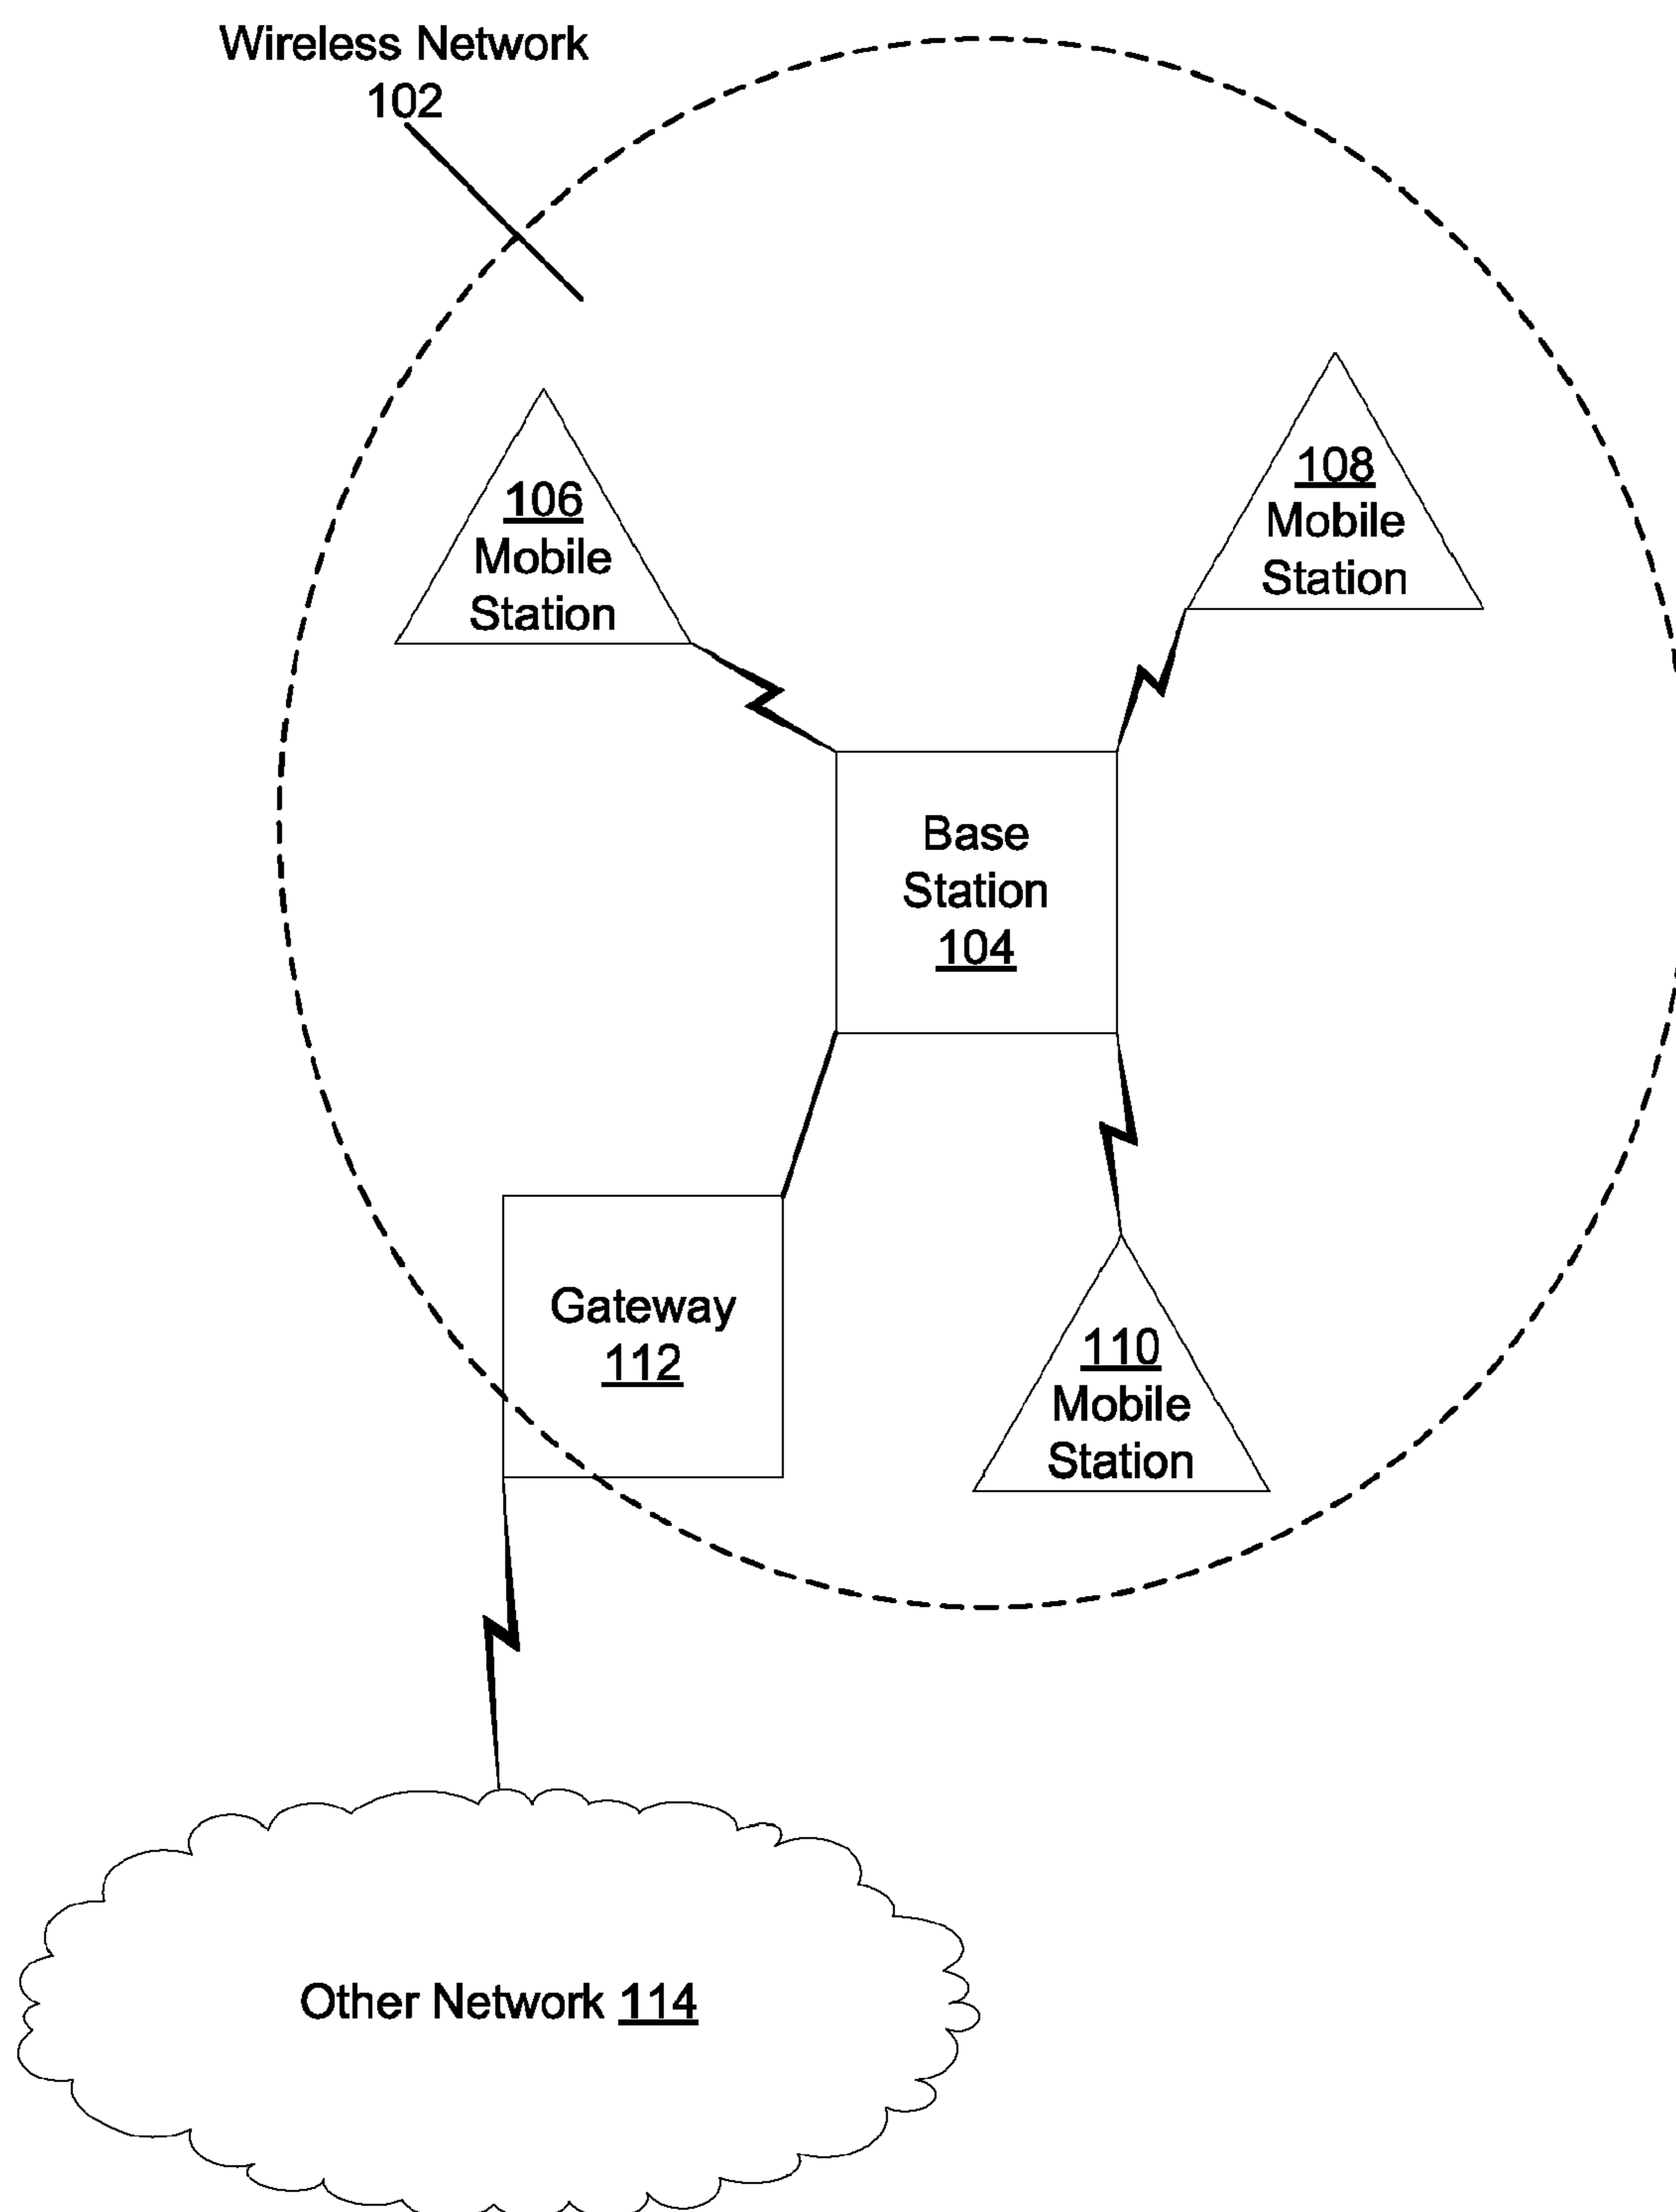 Wireless Network
102
106
Mobile
Station
108
Mobile
Station
Base
Station
104
Gateway
112
110
Mobile
Station
Other Network 114